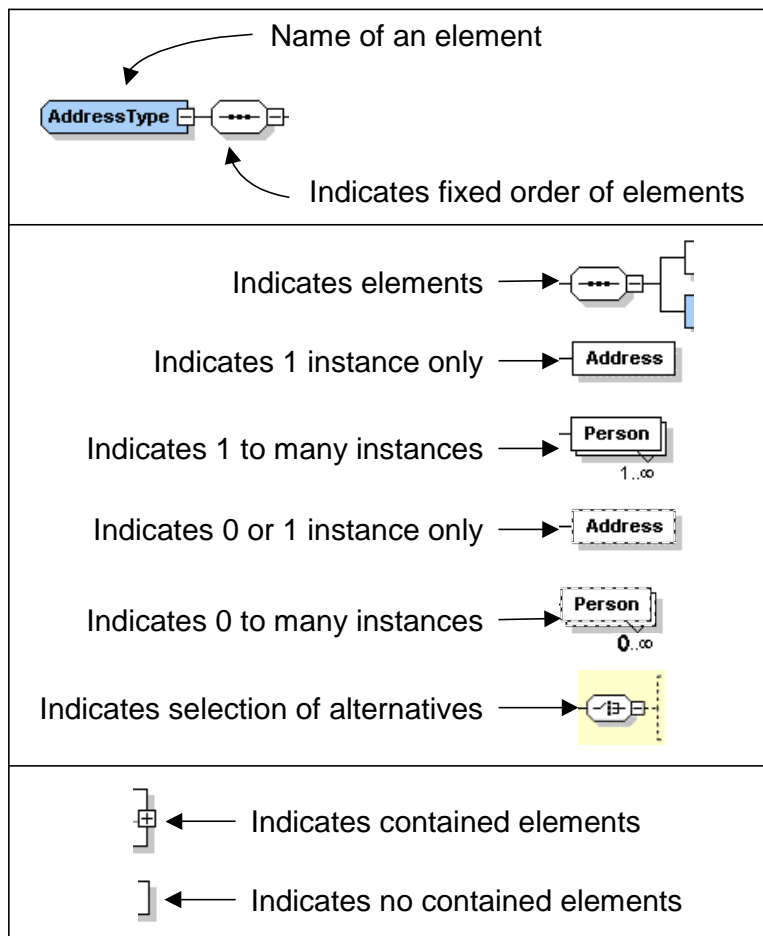 Name of an element
AddressType
Indicates fixed order of elements
Indicates elements
Indicates 1 instance only
Address
Indicates 1 to many instances
Person
1..∞
Indicates 0 or 1 instance only
Address
Indicates 0 to many instances
Person
0..∞
Indicates selection of alternatives
Indicates contained elements
Indicates no contained elements